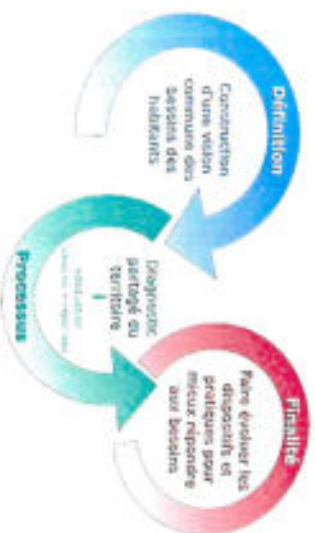 Définition
Construction
d'une vision
commune des
besoins des
habitants
Diagnostic
partagé du
territoire
Processus
Finalité
Faire évoluer les
dispositifs et
pratiques pour
mieux répondre
aux besoins